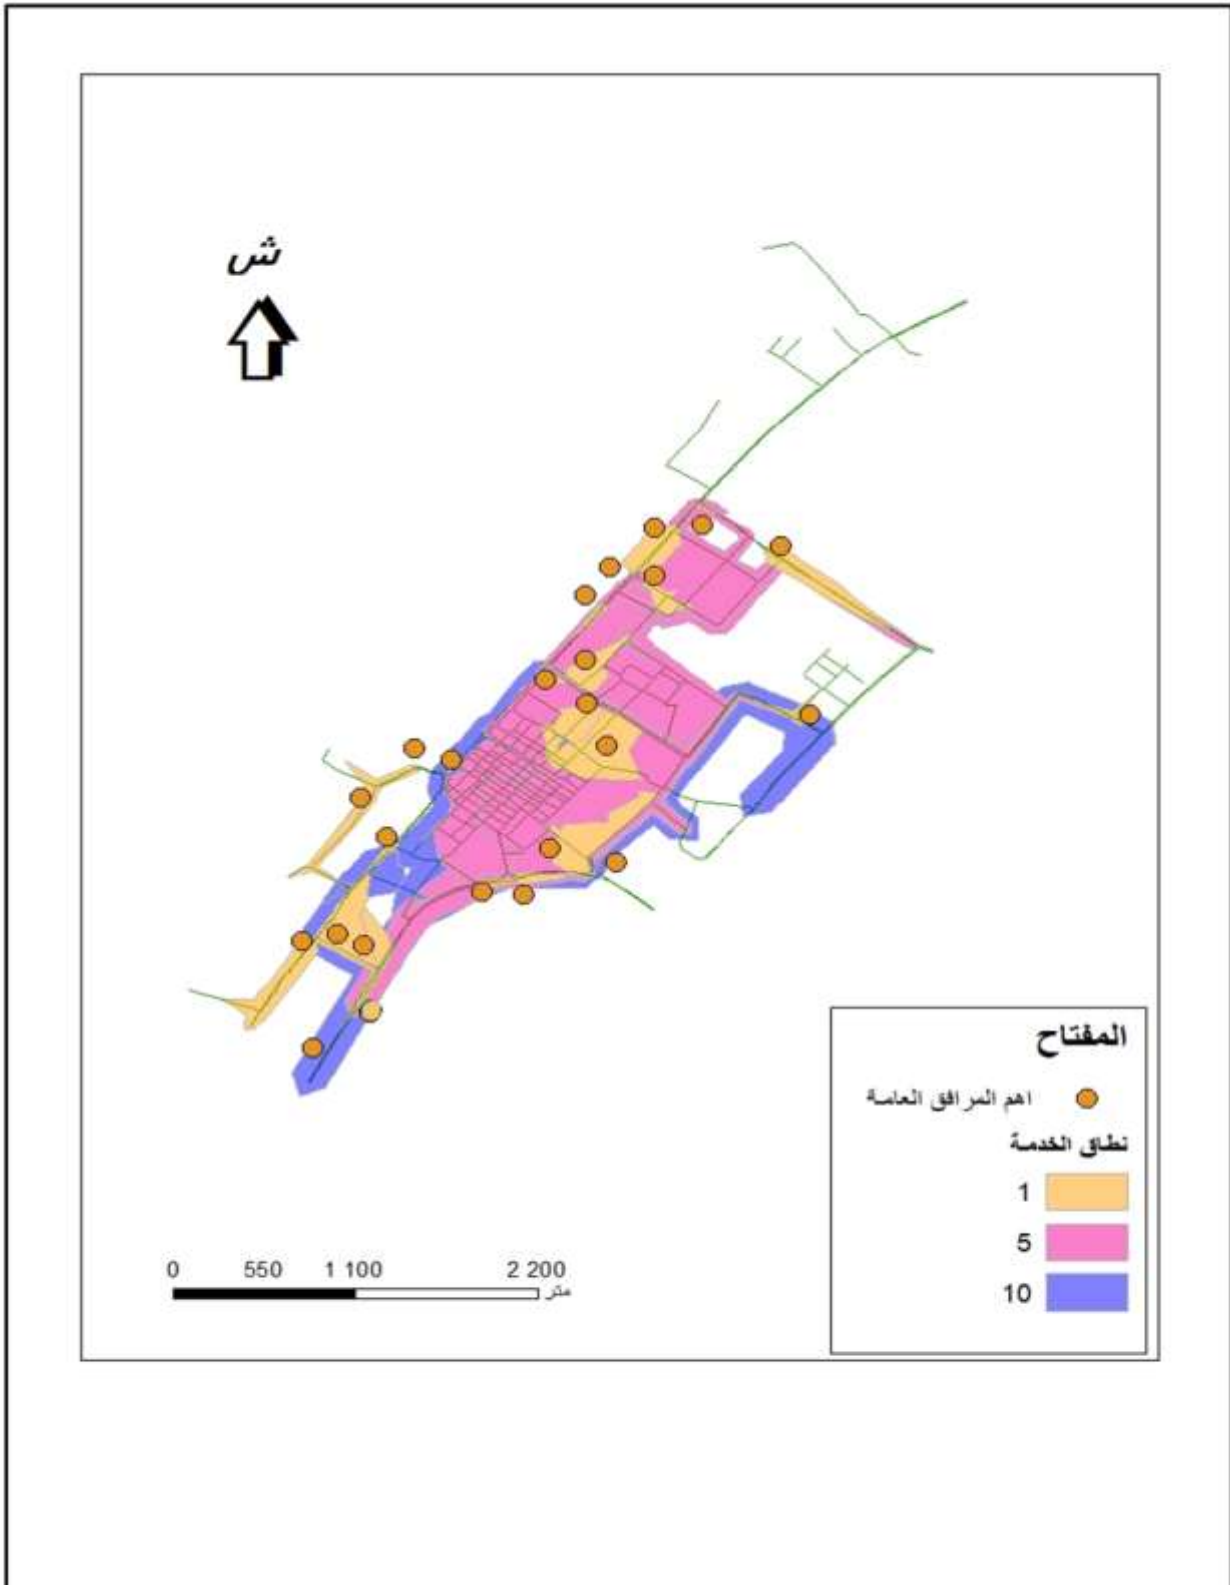 ش
المفتاح
اهم المرافق العامة
نطاق الخدمة
1
5
10
0 550 1 100 2 200
متر